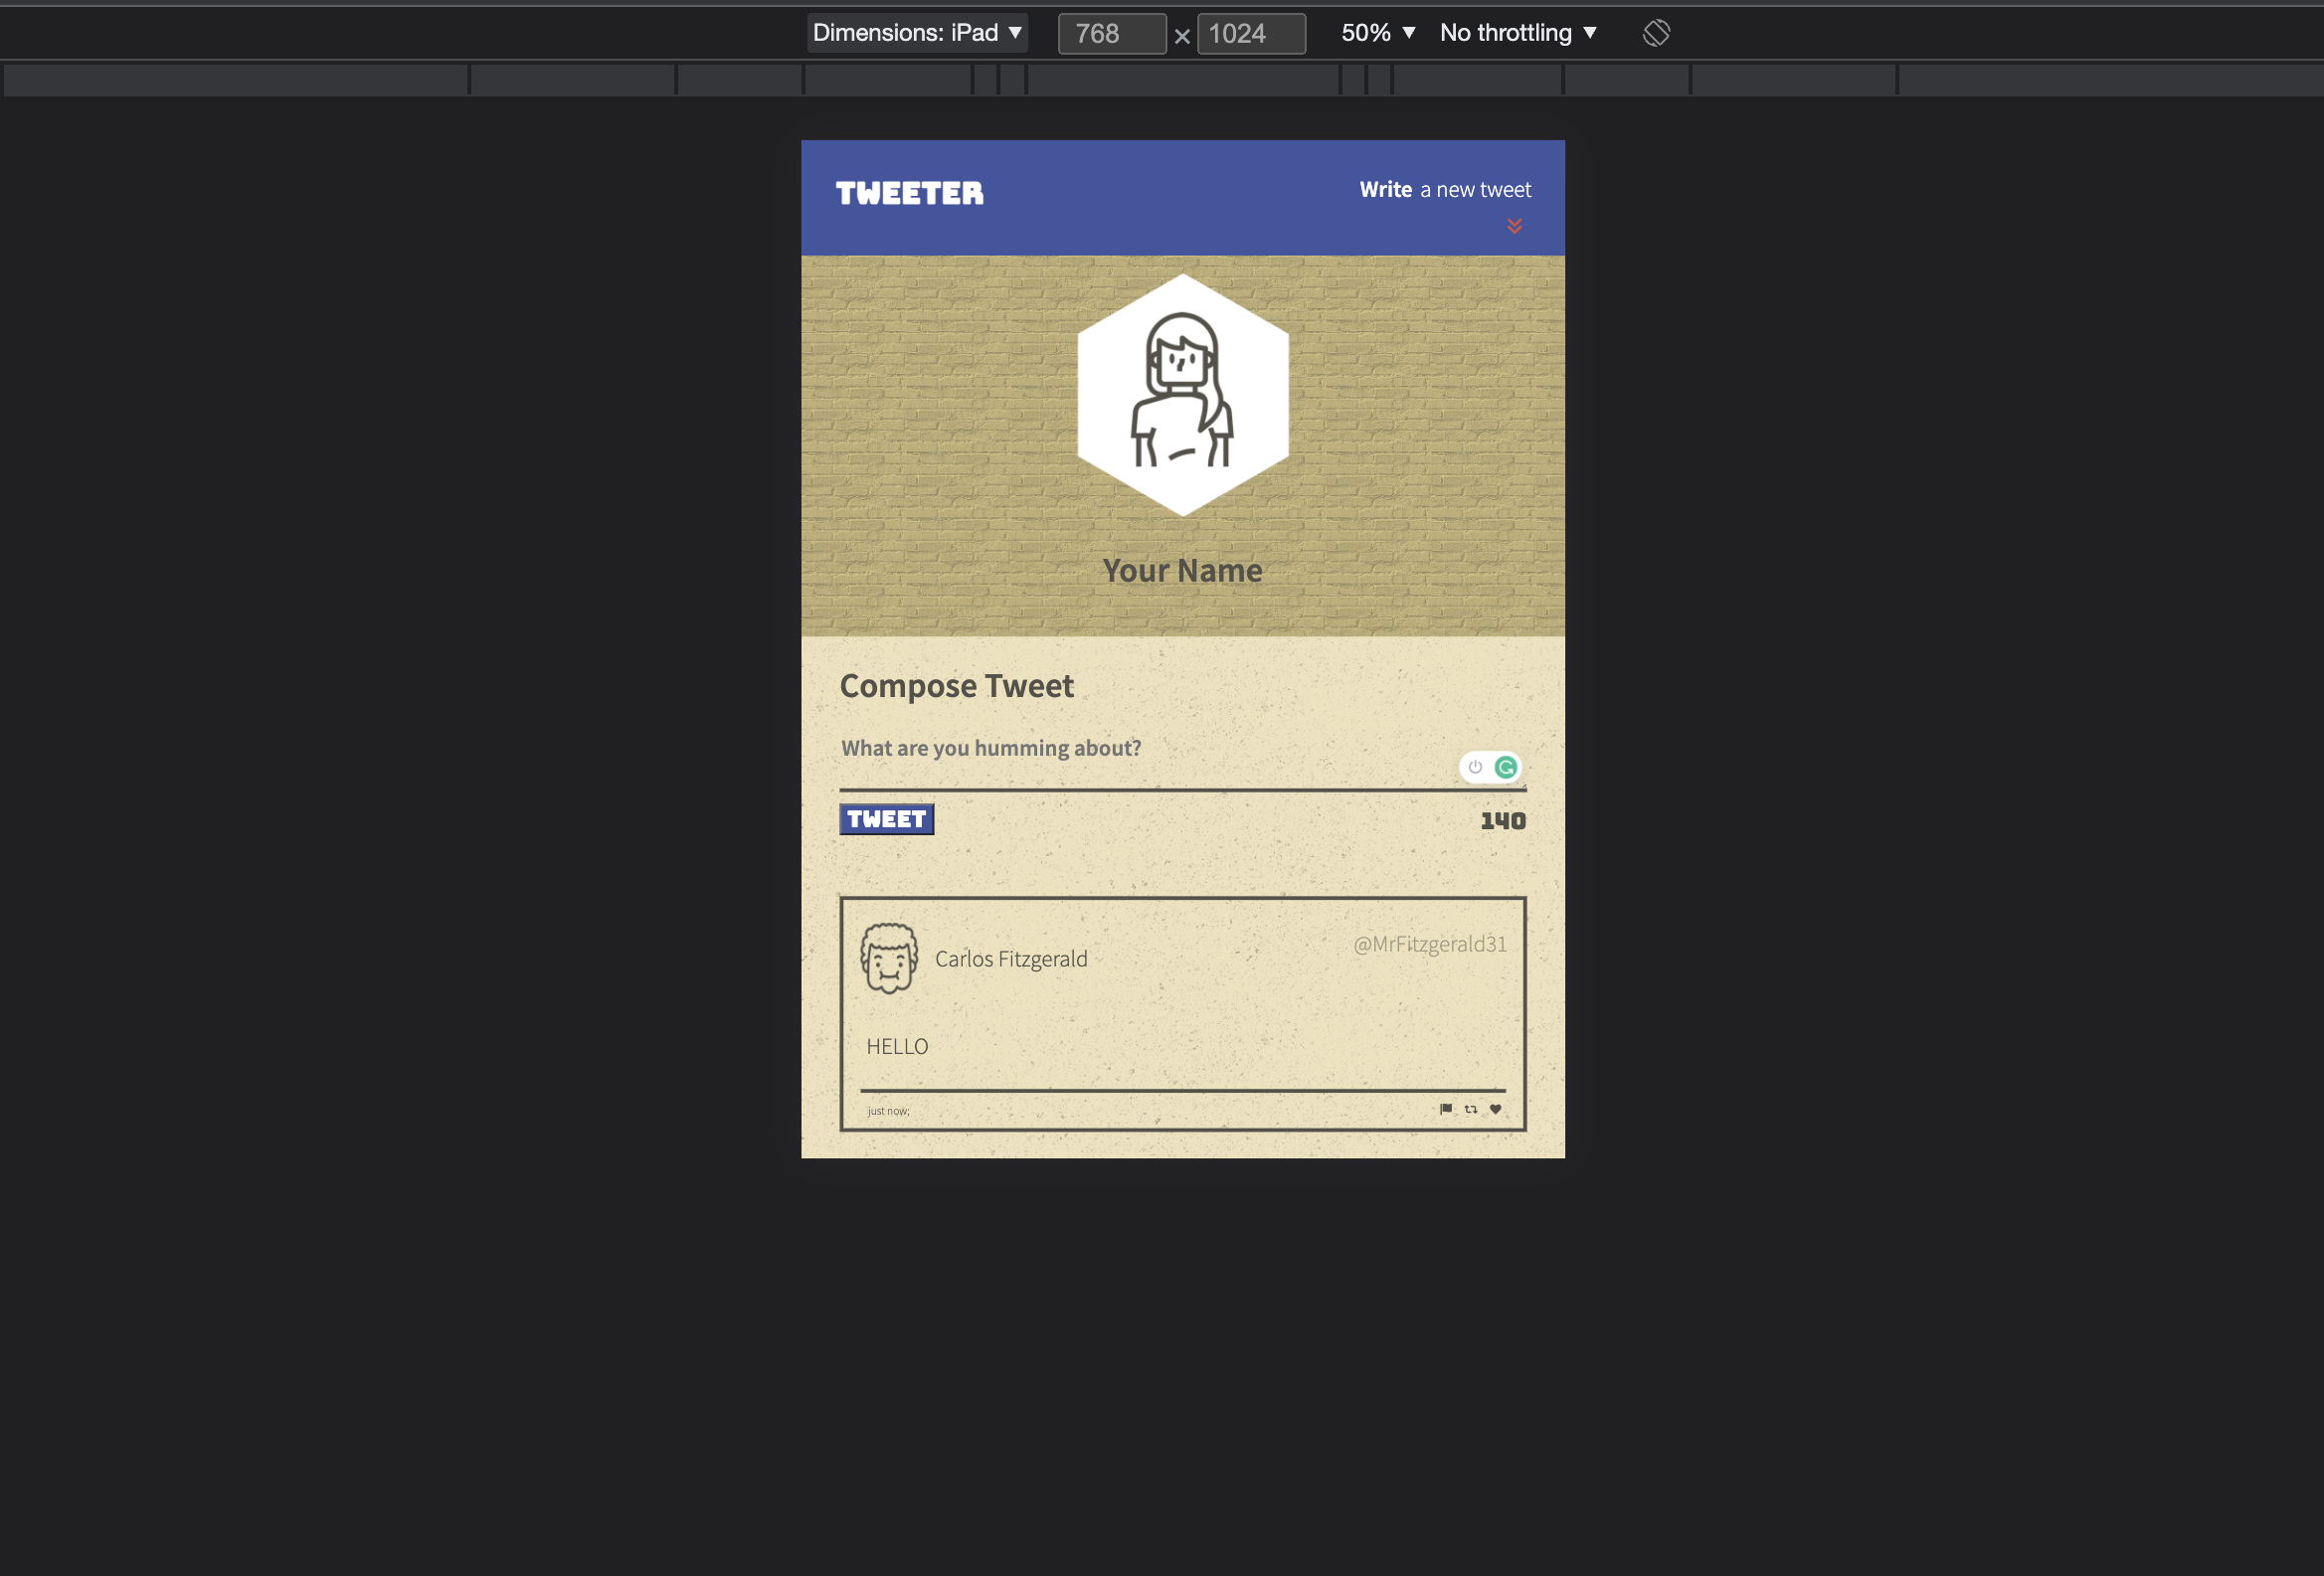 Dimensions: iPad ▼ 768 × 1024 50% ▼ No throttling ▼
TWEETER
Write a new tweet
Your Name
Compose Tweet
What are you humming about?
TWEET
140
Carlos Fitzgerald
@MrFitzgerald31
HELLO
just now;